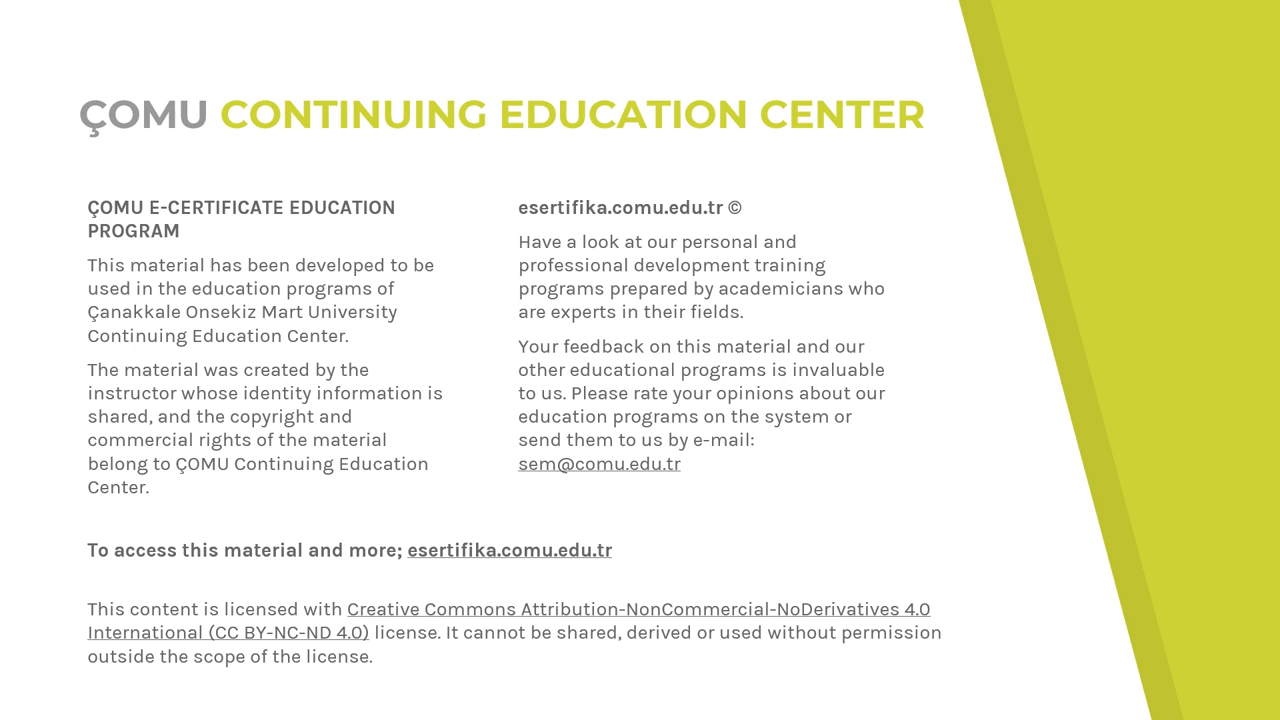 ÇOMU CONTINUING EDUCATION CENTER
ÇOMU E-CERTIFICATE EDUCATION
PROGRAM
This material has been developed to be
used in the education programs of
Çanakkale Onsekiz Mart University
Continuing Education Center.
The material was created by the
instructor whose identity information is
shared, and the copyright and
commercial rights of the material
belong to ÇOMU Continuing Education
Center.
esertifika.comu.edu.tr ©
Have a look at our personal and
professional development training
programs prepared by academicians who
are experts in their fields.
Your feedback on this material and our
other educational programs is invaluable
to us. Please rate your opinions about our
education programs on the system or
send them to us by e-mail:
sem@comu.edu.tr
To access this material and more; esertifika.comu.edu.tr
This content is licensed with Creative Commons Attribution-NonCommercial-NoDerivatives 4.0
International (CC BY-NC-ND 4.0) license. It cannot be shared, derived or used without permission
outside the scope of the license.